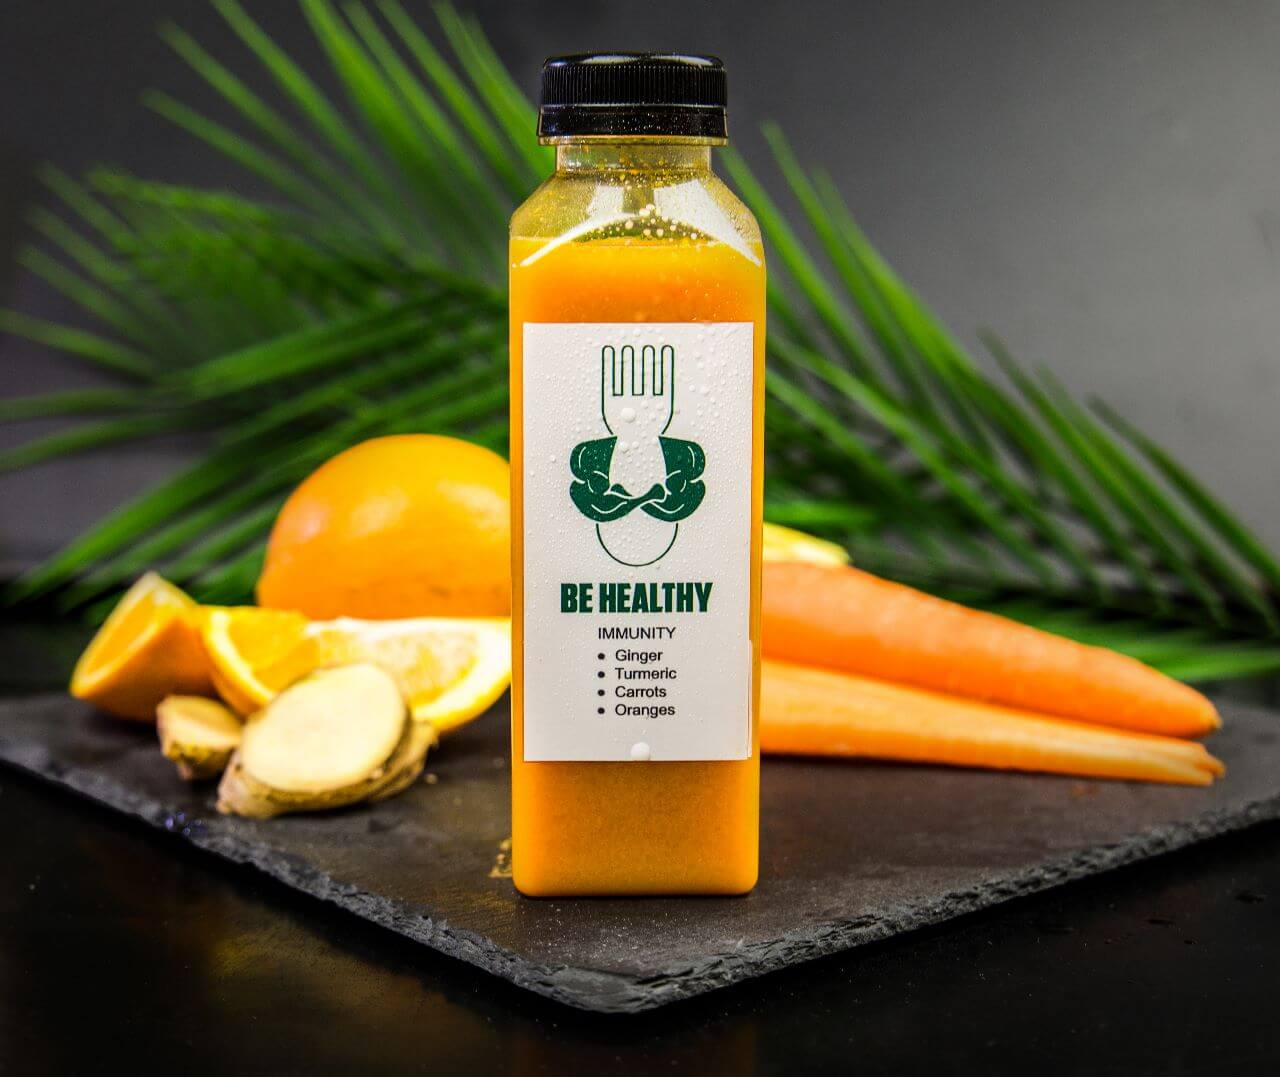 BE HEALTHY
IMMUNITY
• Ginger
• Turmeric
• Carrots
• Oranges